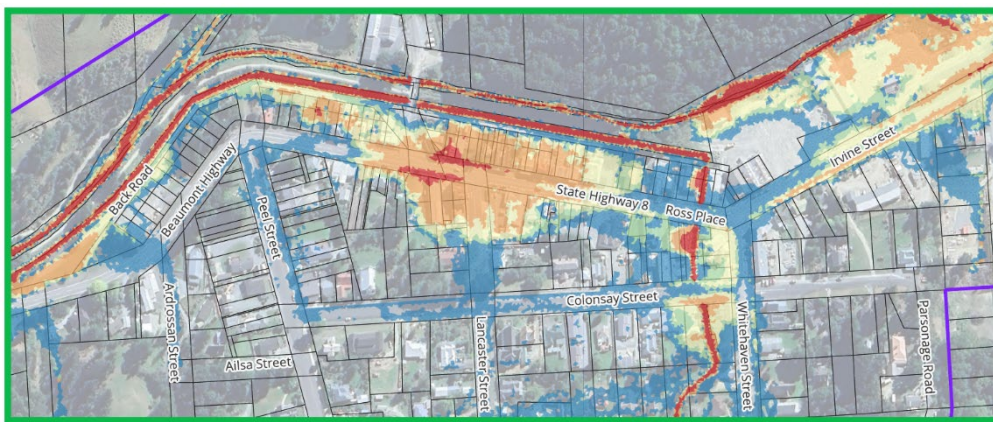 Irvine Street
Back Road
Beaumont Highway
Peel Street
State Highway 8
Ross Place
Colonsay Street
Ardrossan Street
Ailsa Street
Lancaster Street
Whitehaven Street
Parsonage Road